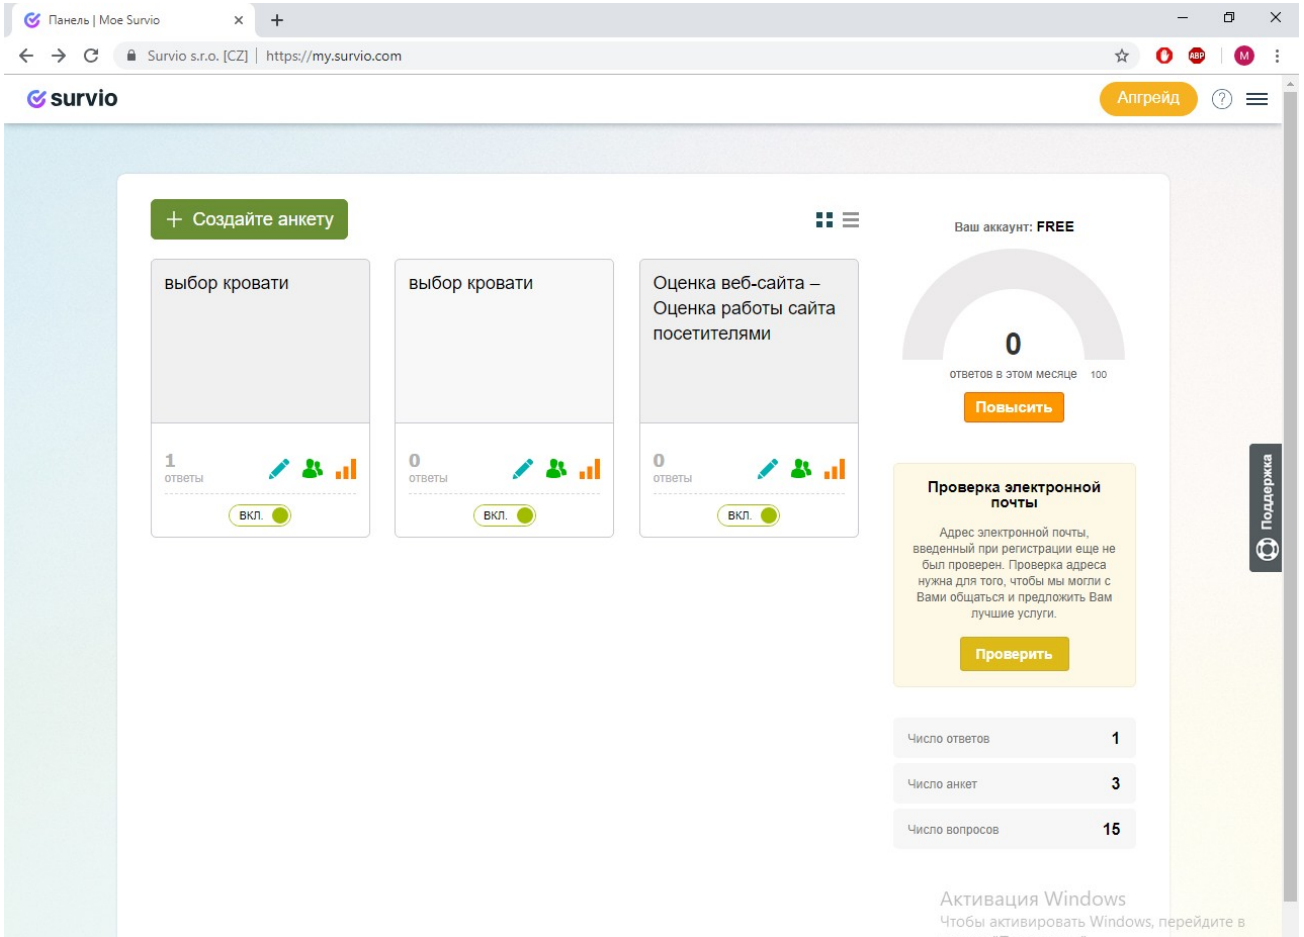 Панель | Мое Survio
Survio s.r.o. [CZ] | https://my.survio.com
ABP
M
survio
Апгрейд
?
+ Создайте анкету
выбор кровати
1
ответы
ВКЛ.
выбор кровати
0
ответы
ВКЛ.
Оценка веб-сайта –
Оценка работы сайта
посетителями
0
ответы
ВКЛ.
Ваш аккаунт: FREE
0
ответов в этом месяце 100
Повысить
Проверка электронной
почты
Адрес электронной почты,
введенный при регистрации еще не
был проверен. Проверка адреса
нужна для того, чтобы мы могли с
Вами общаться и предложить Вам
лучшие услуги.
Проверить
Число ответов 1
Число анкет 3
Число вопросов 15
Поддержка
Активация Windows
Чтобы активировать Windows, перейдите в